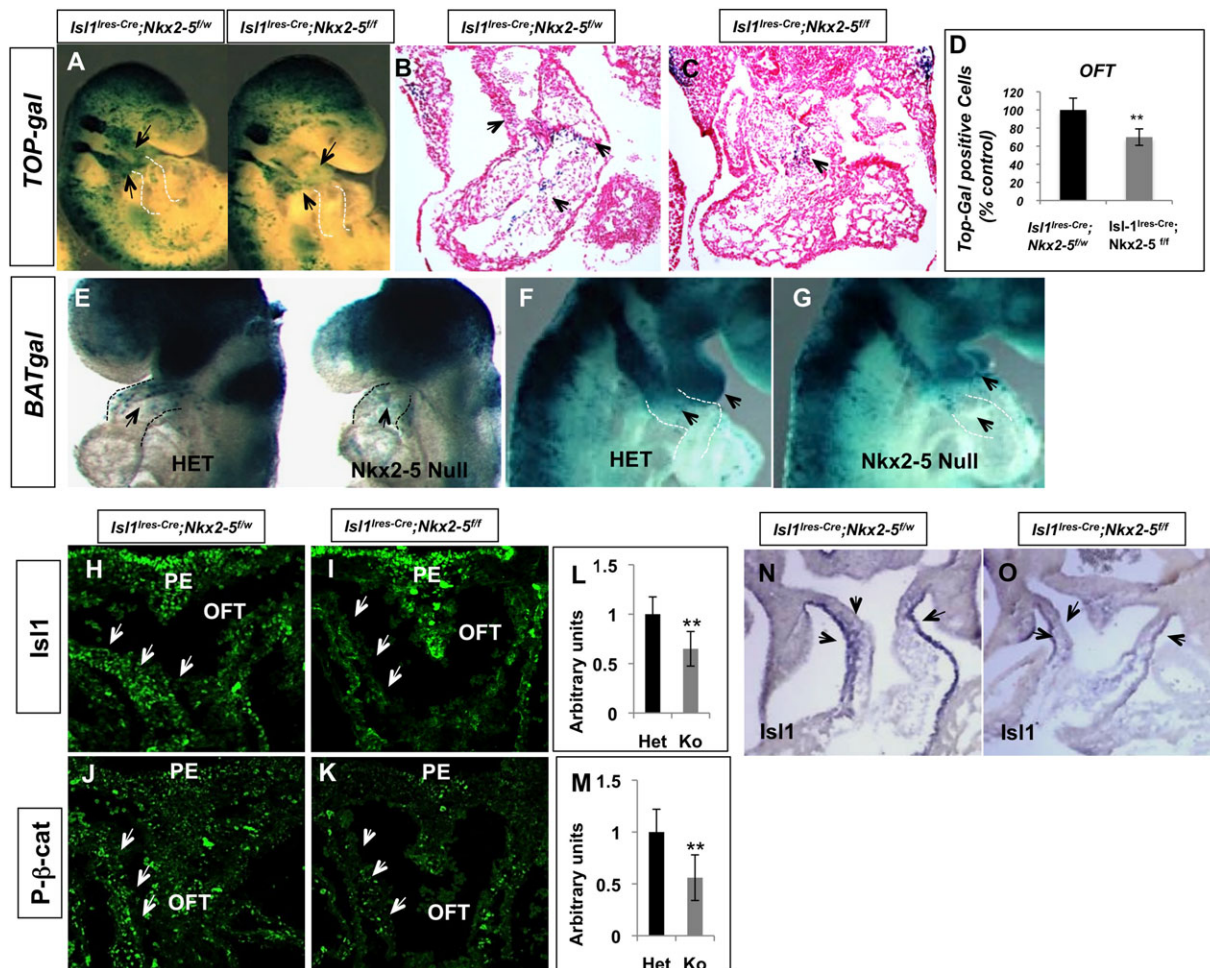 Isl1Ires-Cre;Nkx2-5f/w
Isl1Ires-Cre;Nkx2-5f/f
Isl1Ires-Cre;Nkx2-5f/w
Isl1Ires-Cre;Nkx2-5f/f
TOP-gal
A
B
C
D
OFT
Top-Gal positive Cells
(% control)
120
100
80
60
40
20
0
**
Isl1Ires-Cre;
Nkx2-5f/w
Isl-1Ires-Cre;
Nkx2-5 f/f
BATgal
E
HET
Nkx2-5 Null
F
HET
G
Nkx2-5 Null
Isl1Ires-Cre;Nkx2-5f/w
Isl1Ires-Cre;Nkx2-5f/f
Isl1
H
PE
OFT
I
PE
OFT
L
Arbitrary units
1.5
1
0.5
0
**
Het Ko
Isl1Ires-Cre;Nkx2-5f/w
Isl1Ires-Cre;Nkx2-5f/f
N
Isl1
O
Isl1
P-β-cat
J
PE
OFT
K
PE
OFT
M
Arbitrary units
1.5
1
0.5
0
**
Het Ko